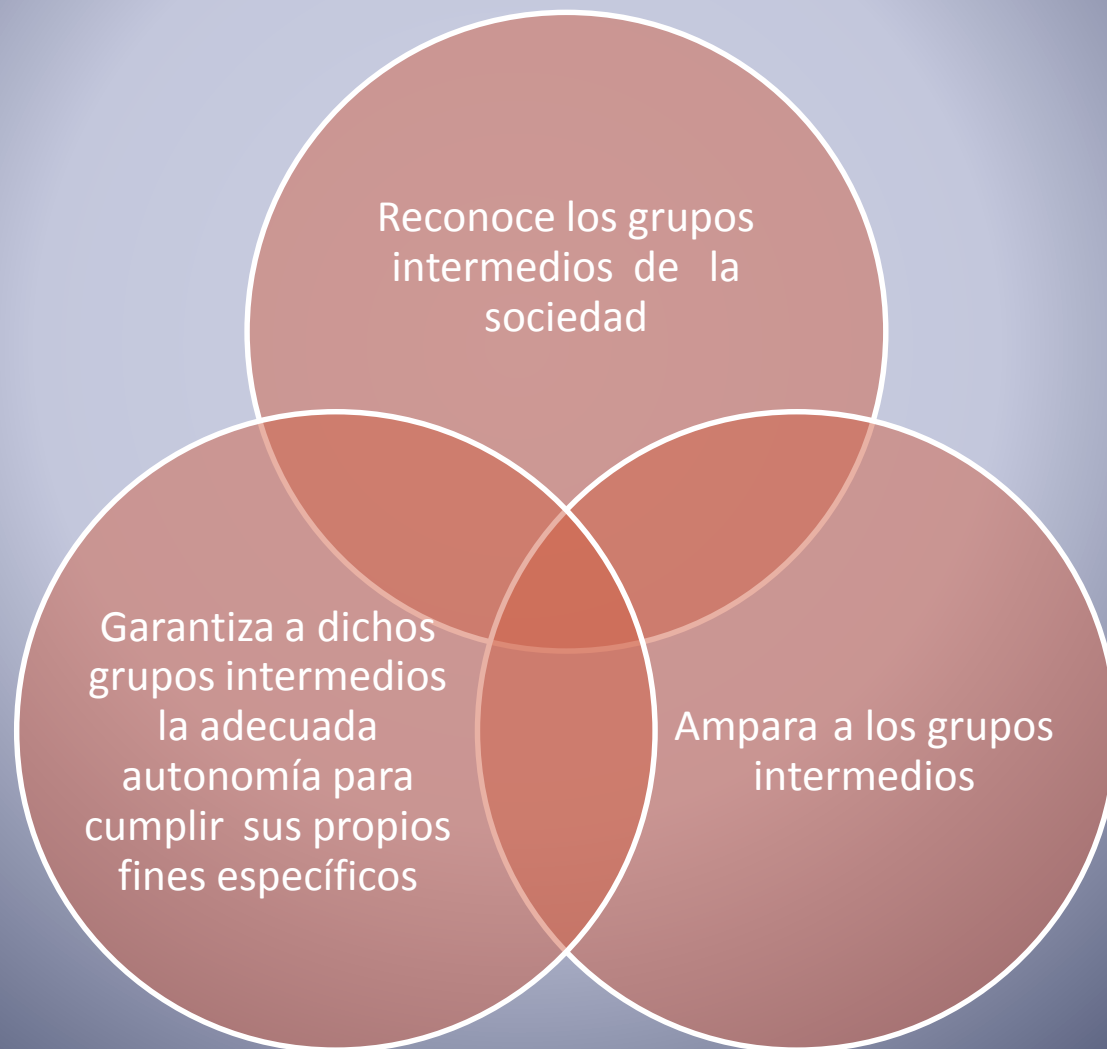 Reconoce los grupos
intermedios de la
sociedad
Garantiza a dichos
grupos intermedios
la adecuada
autonomía para
cumplir sus propios
fines específicos
Ampara a los grupos
intermedios